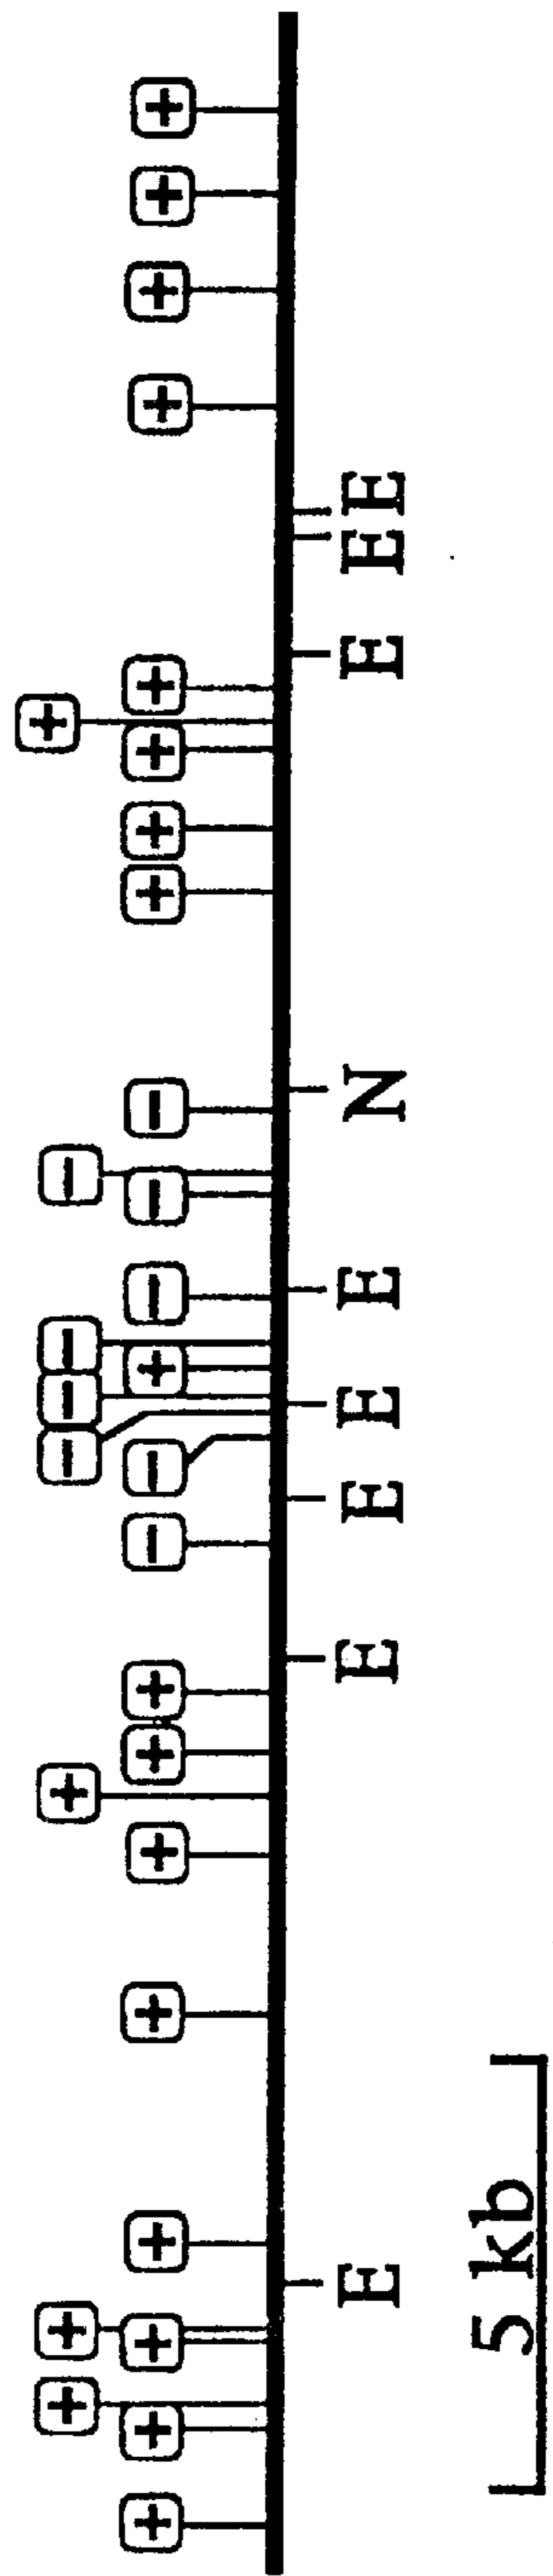 + + + − − − − +
+ + + + + + + + − − + − − − + + + + + + + +
E E E E E N E E E
5 kb